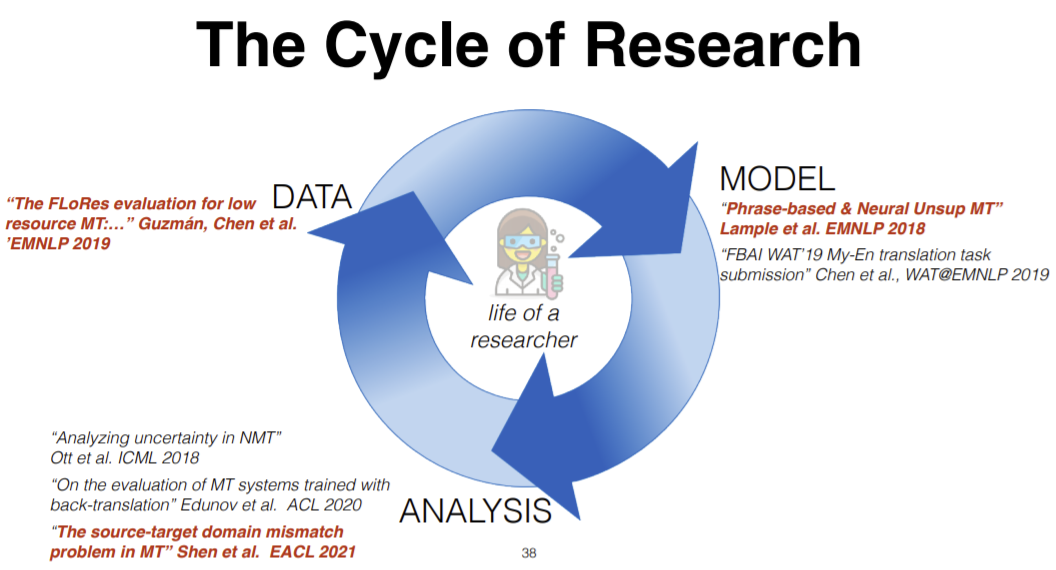 The Cycle of Research
DATA
“The FLoRes evaluation for low
resource MT:...” Guzmán, Chen et al.
’EMNLP 2019
MODEL
“Phrase-based & Neural Unsup MT”
Lample et al. EMNLP 2018
“FBAI WAT’19 My-En translation task
submission” Chen et al., WAT@EMNLP 2019
life of a
researcher
“Analyzing uncertainty in NMT”
Ott et al. ICML 2018
“On the evaluation of MT systems trained with
back-translation” Edunov et al. ACL 2020
“The source-target domain mismatch
problem in MT” Shen et al. EACL 2021
ANALYSIS
38